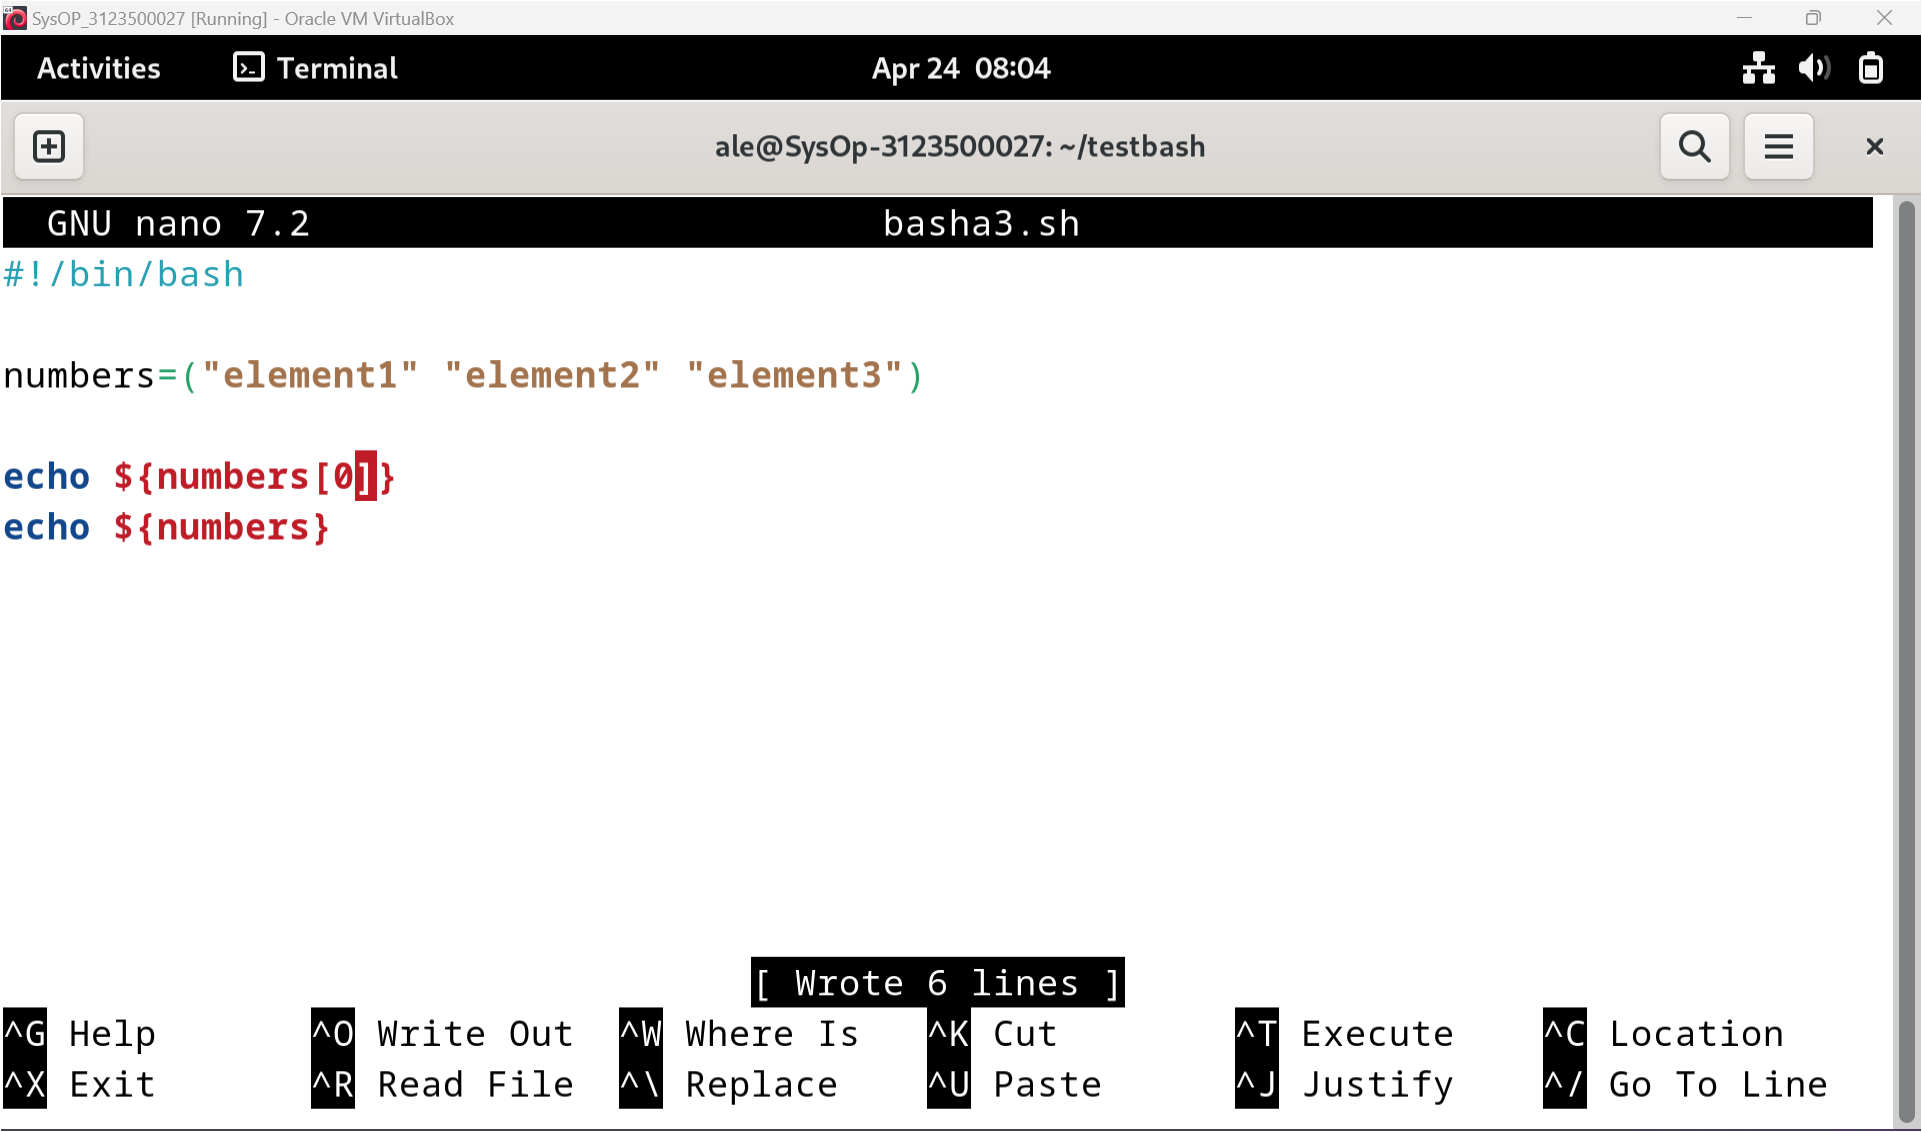 SysOP_3123500027 [Running] - Oracle VM VirtualBox
Activities Terminal Apr 24 08:04
ale@SysOp-3123500027: ~/testbash
GNU nano 7.2 basha3.sh
#!/bin/bash
numbers=("element1" "element2" "element3")
echo ${numbers[0]}
echo ${numbers}
[ Wrote 6 lines ]
^G Help ^O Write Out ^W Where Is ^K Cut ^T Execute ^C Location
^X Exit ^R Read File ^\ Replace ^U Paste ^J Justify ^/ Go To Line